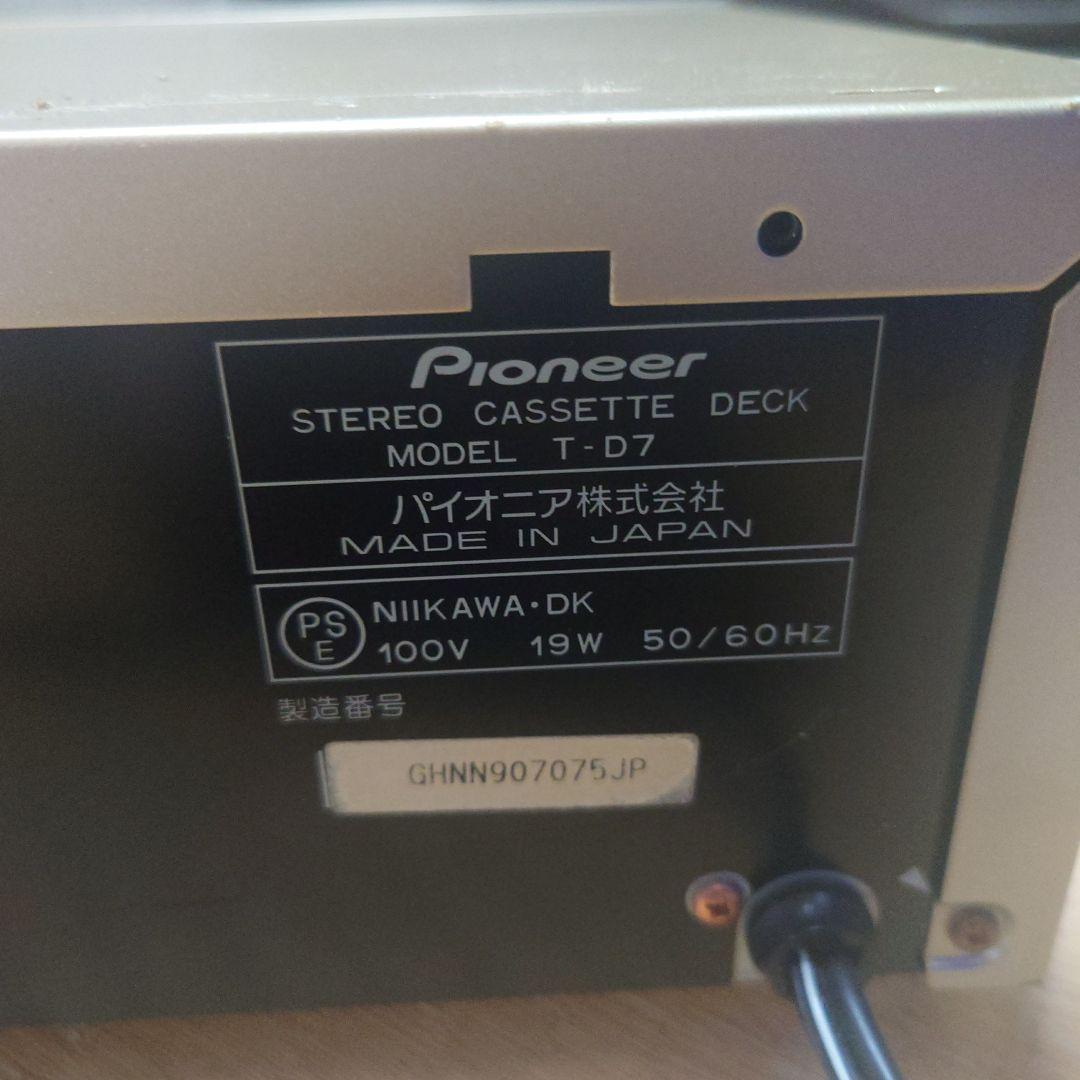 Pioneer
STEREO CASSETTE DECK
MODEL T-D7
パイオニア株式会社
MADE IN JAPAN
PS
E
NIIKAWA・DK
100V 19W 50/60Hz
製造番号
GHNN907075JP